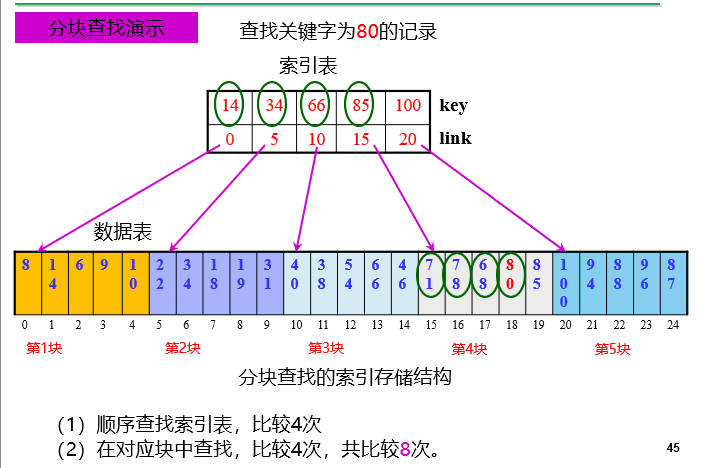 分块查找演示
查找关键字为80的记录
索引表
14 34 66 85 100 key
0 5 10 15 20 link
数据表
8 14 6 9 10 22 34 18 19 31 40 38 54 66 46 71 78 68 80 85 100 94 88 96 87
0 1 2 3 4 5 6 7 8 9 10 11 12 13 14 15 16 17 18 19 20 21 22 23 24
第1块 第2块 第3块 第4块 第5块
分块查找的索引存储结构
（1）顺序查找索引表，比较4次
（2）在对应块中查找，比较4次，共比较8次。
45